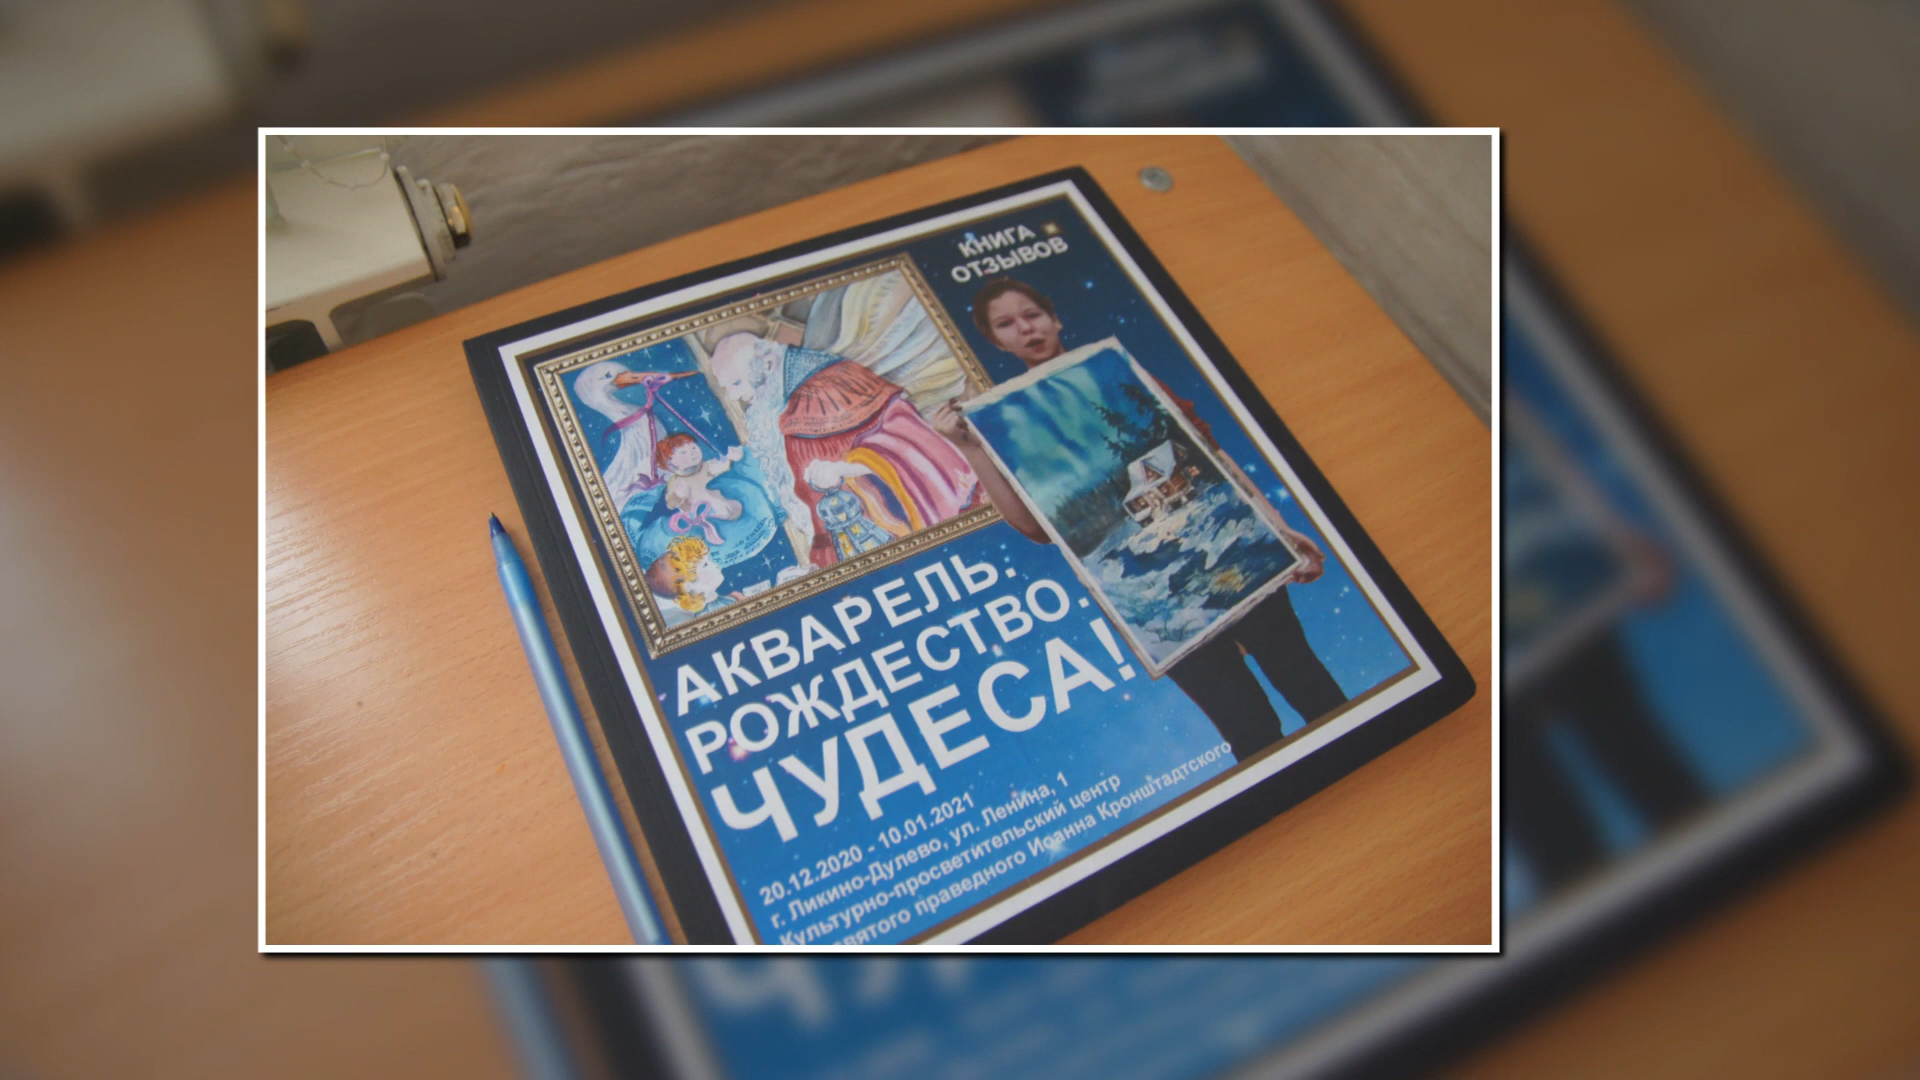 КНИГА
ОТЗЫВОВ
АКВАРЕЛЬ.
РОЖДЕСТВО.
ЧУДЕСА!
20.12.2020 - 10.01.2021
г. Ликино-Дулево, ул. Ленина, 1
Культурно-просветительский центр
святого праведного Иоанна Кронштадтского